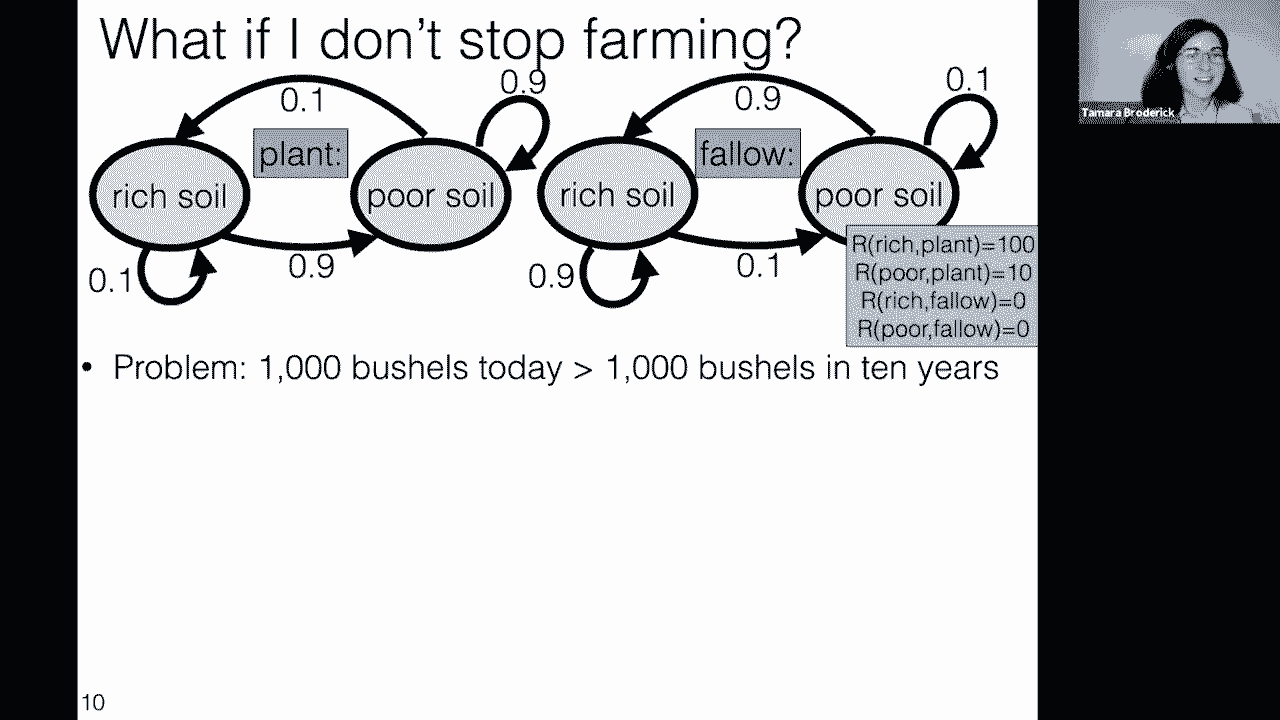 What if I don't stop farming?
Tamara Broderick
0.1
0.9
plant:
rich soil
poor soil
0.1
0.9
0.9
0.1
fallow:
rich soil
poor soil
0.9
0.1
R(rich,plant)=100
R(poor,plant)=10
R(rich,fallow)=0
R(poor,fallow)=0
• Problem: 1,000 bushels today > 1,000 bushels in ten years
10